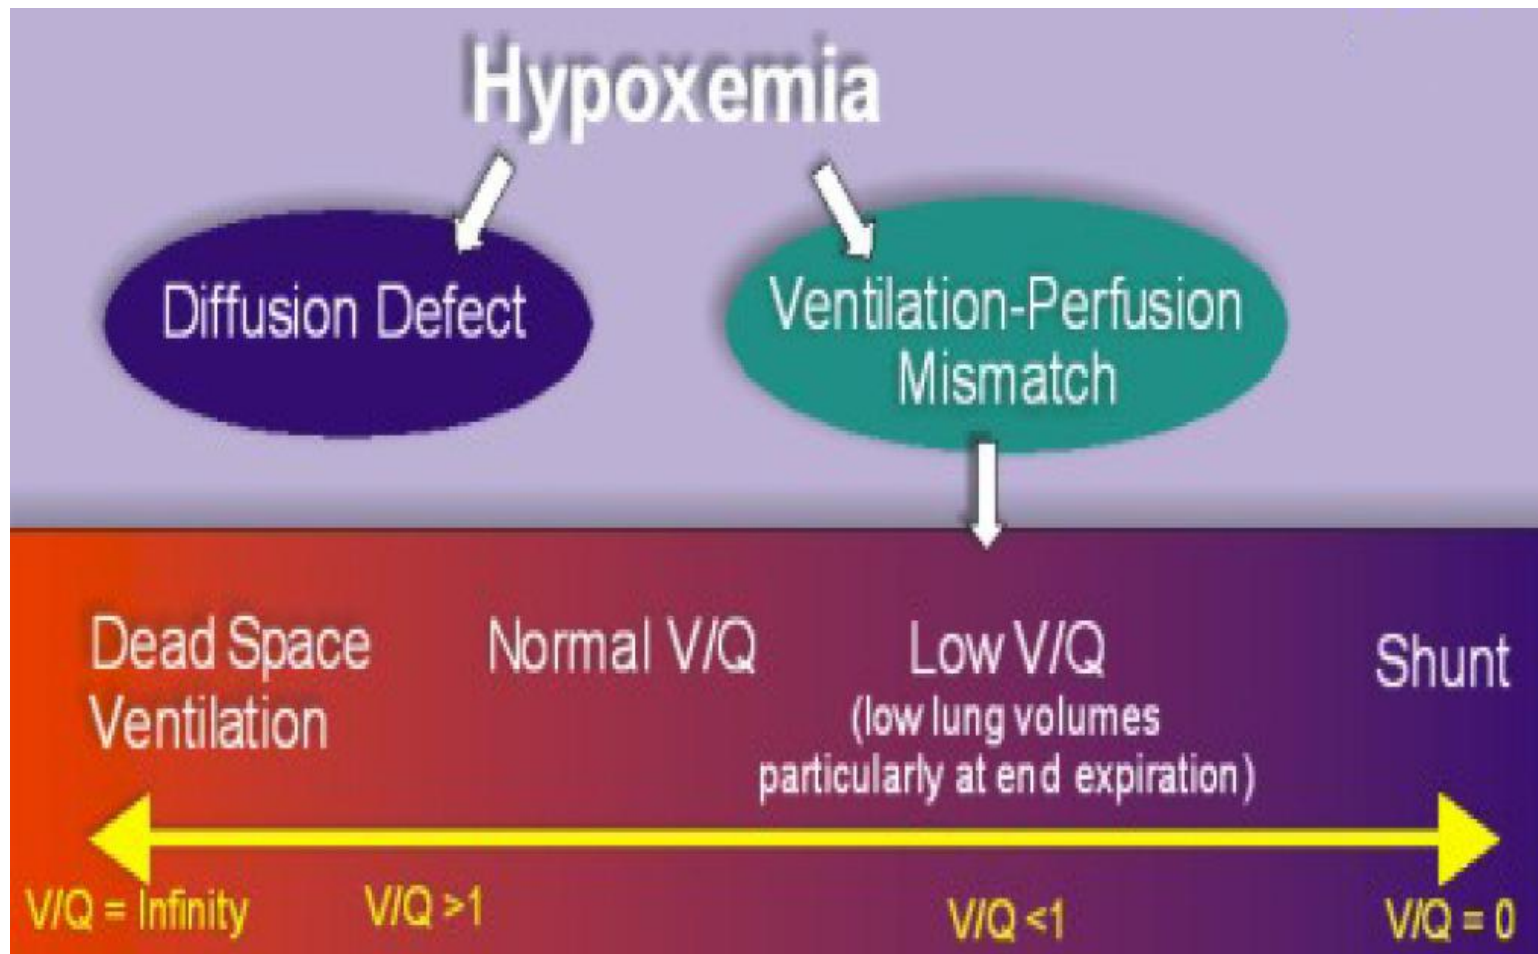 Hypoxemia
Diffusion Defect
Ventilation-Perfusion
Mismatch
Dead Space
Ventilation
Normal V/Q
Low V/Q
(low lung volumes
particularly at end expiration)
Shunt
V/Q = Infinity
V/Q >1
V/Q <1
V/Q = 0